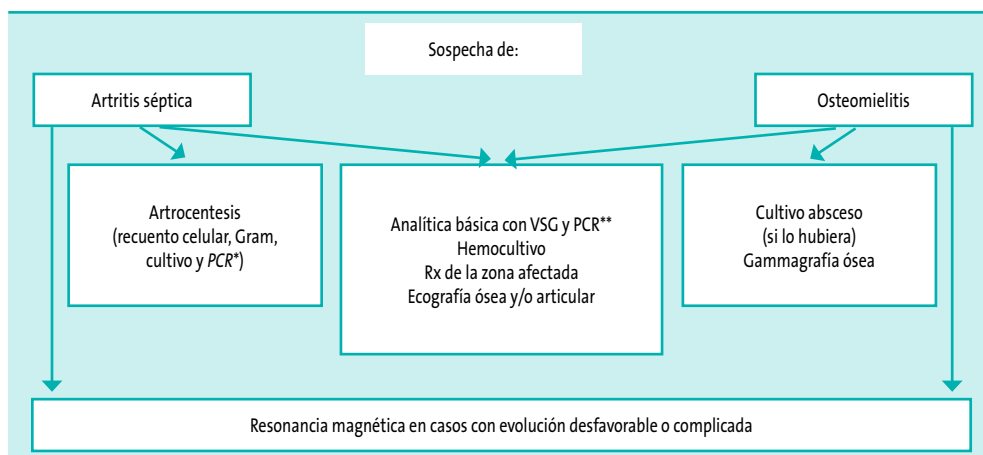 Sospecha de:
Artritis séptica
Osteomielitis
Artrocentesis
(recuento celular, Gram,
cultivo y PCR*)
Analítica básica con VSG y PCR**
Hemocultivo
Rx de la zona afectada
Ecografía ósea y/o articular
Cultivo absceso
(si lo hubiera)
Gammagrafía ósea
Resonancia magnética en casos con evolución desfavorable o complicada